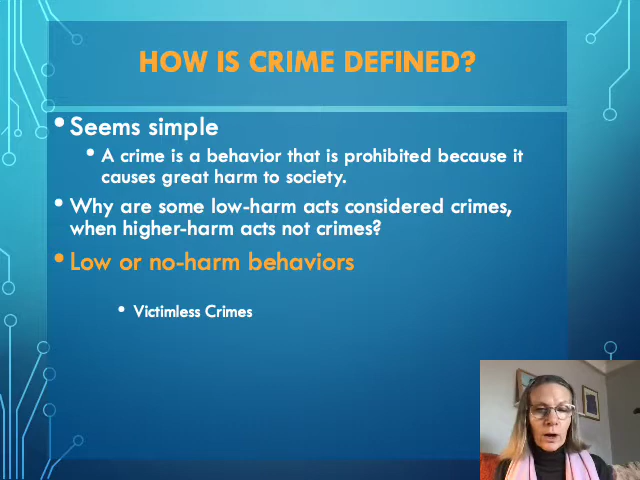 HOW IS CRIME DEFINED?
• Seems simple
• A crime is a behavior that is prohibited because it
causes great harm to society.
• Why are some low-harm acts considered crimes,
when higher-harm acts not crimes?
• Low or no-harm behaviors
• Victimless Crimes